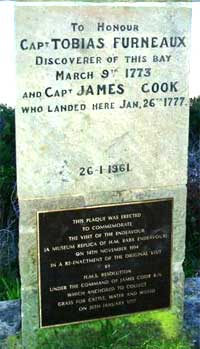 TO HONOUR
CAPT TOBIAS FURNEAUX
DISCOVERER OF THIS BAY
MARCH 9TH 1773
AND CAPT JAMES COOK
WHO LANDED HERE JAN, 26TH 1777.
26-1-1961
THIS PLAQUE WAS ERECTED
TO COMMEMORATE
THE VISIT OF THE ENDEAVOUR
(A MUSEUM REPLICA OF H.M. BARK ENDEAVOUR)
ON 14TH NOVEMBER 1994
IN A RE-ENACTMENT OF THE ORIGINAL VISIT
BY
H.M.S. RESOLUTION
UNDER THE COMMAND OF JAMES COOK R.N.
WHICH ANCHORED TO COLLECT
GRASS FOR CATTLE, WATER AND WOOD
ON 26TH JANUARY 1777